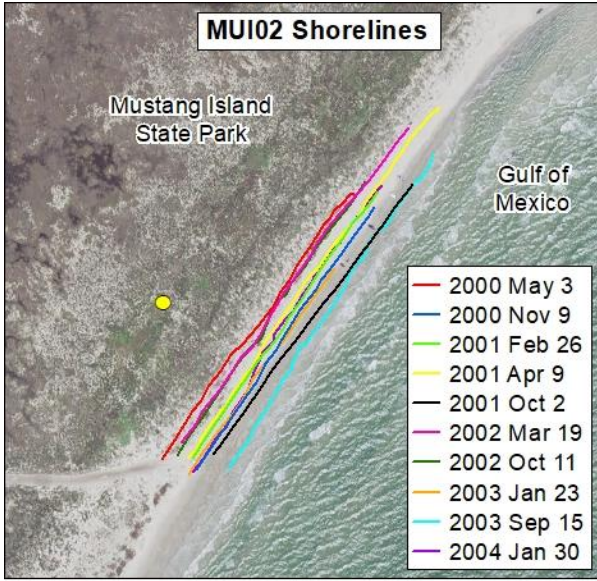 MUI02 Shorelines
Mustang Island
State Park
Gulf of
Mexico
2000 May 3
2000 Nov 9
2001 Feb 26
2001 Apr 9
2001 Oct 2
2002 Mar 19
2002 Oct 11
2003 Jan 23
2003 Sep 15
2004 Jan 30